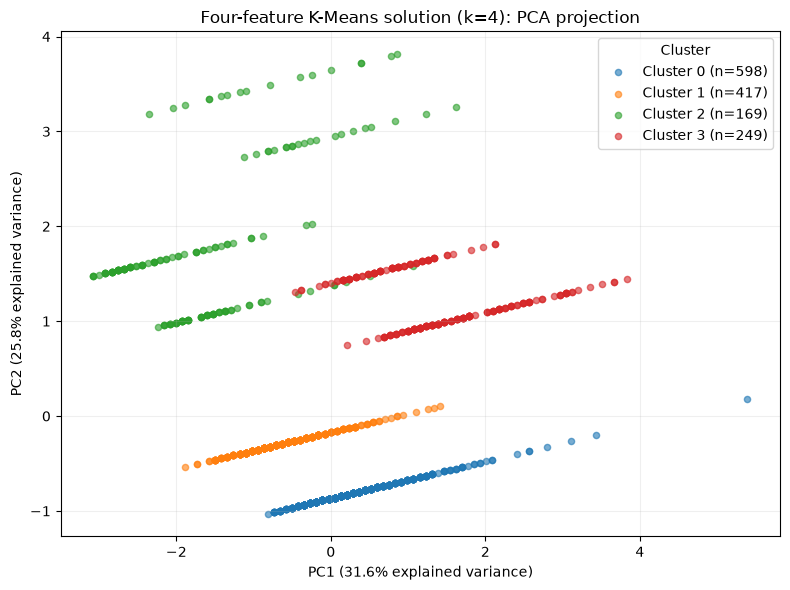 Four-feature K-Means solution (k=4): PCA projection
Cluster
Cluster 0 (n=598)
Cluster 1 (n=417)
Cluster 2 (n=169)
Cluster 3 (n=249)
PC2 (25.8% explained variance)
4
3
2
1
0
−1
−2
0
2
4
PC1 (31.6% explained variance)